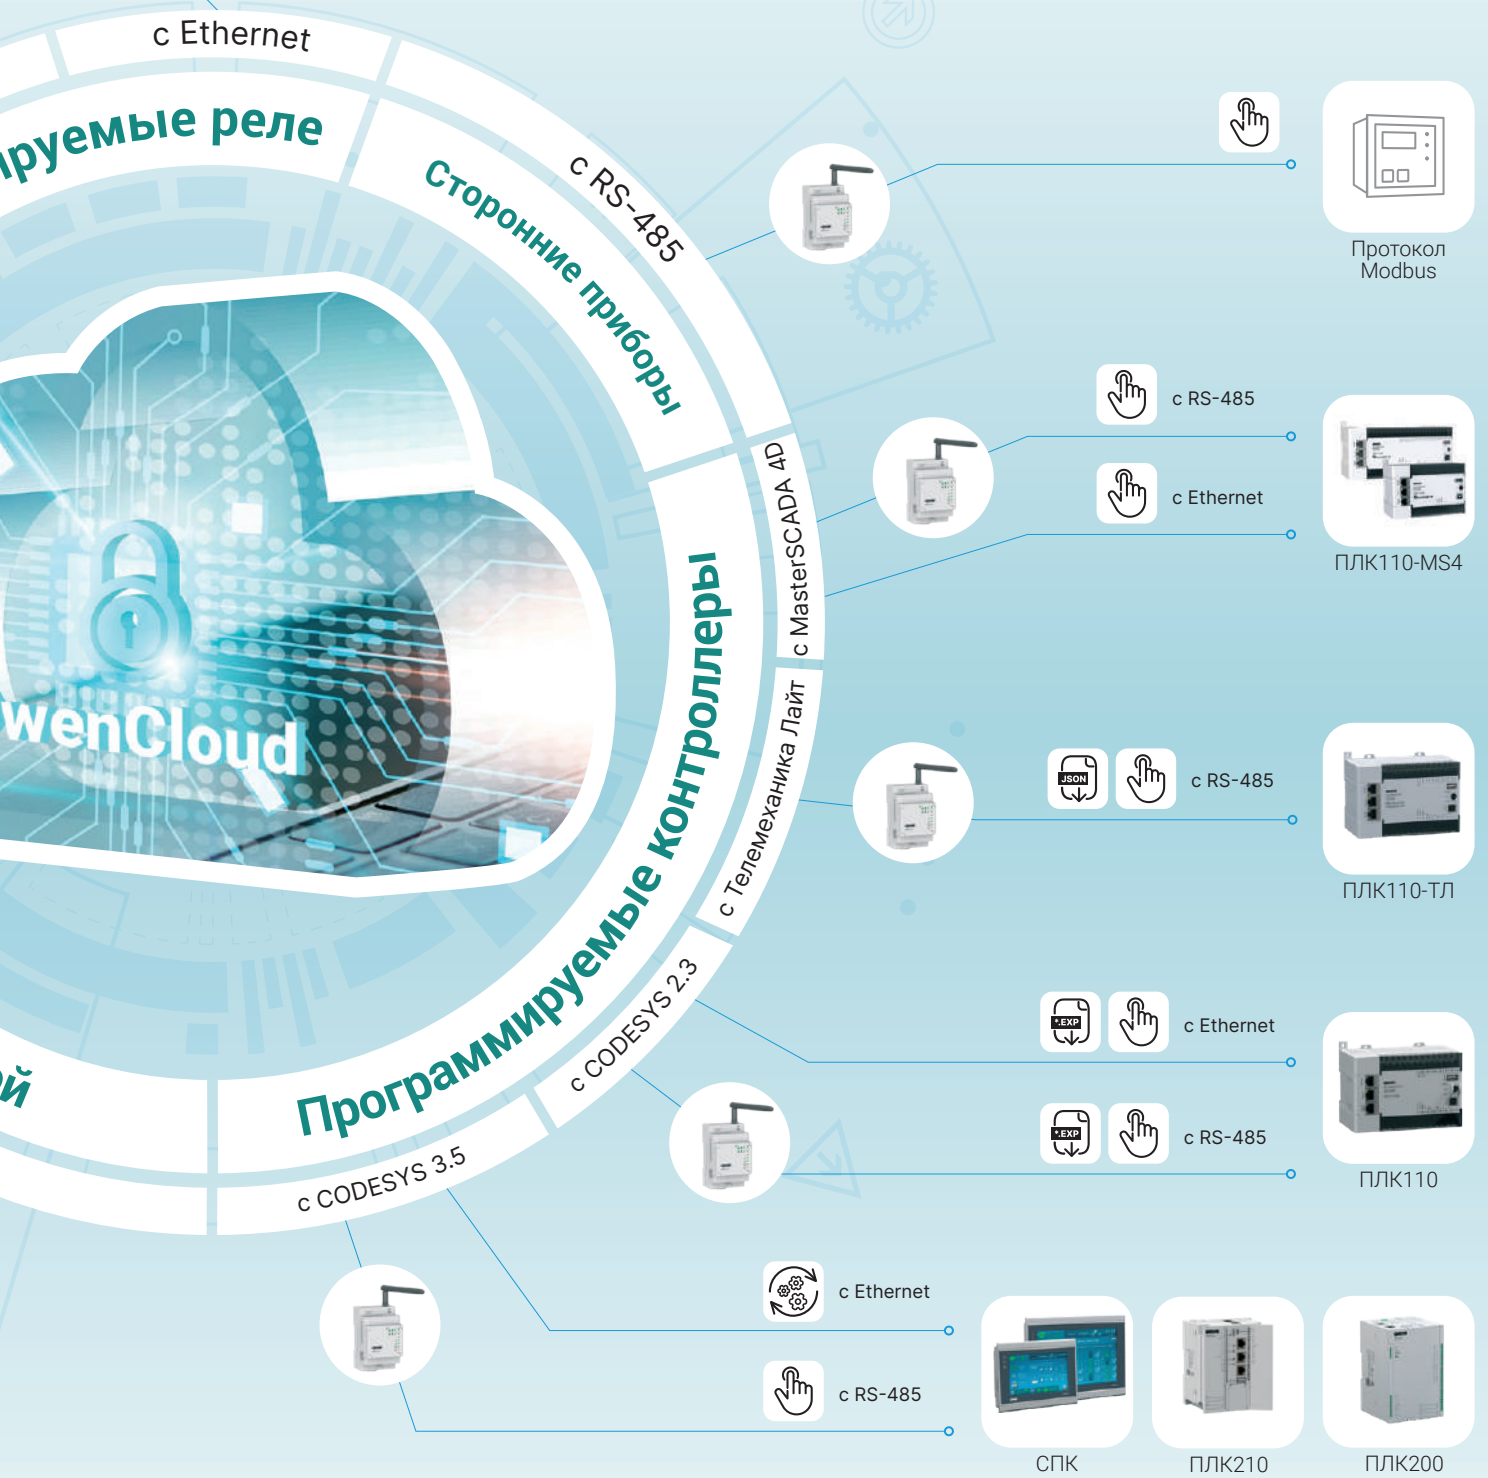 с Ethernet
с RS-485
Сторонние приборы
Протокол
Modbus
с RS-485
с Ethernet
с MasterSCADA 4D
ПЛК110-MS4
Программируемые контроллеры
с Телемеханика Лайт
JSON
с RS-485
ПЛК110-ТЛ
с CODESYS 2.3
*.EXP
с Ethernet
*.EXP
с RS-485
ПЛК110
с CODESYS 3.5
с Ethernet
с RS-485
СПК
ПЛК210
ПЛК200
руемые реле
wenCloud
ой